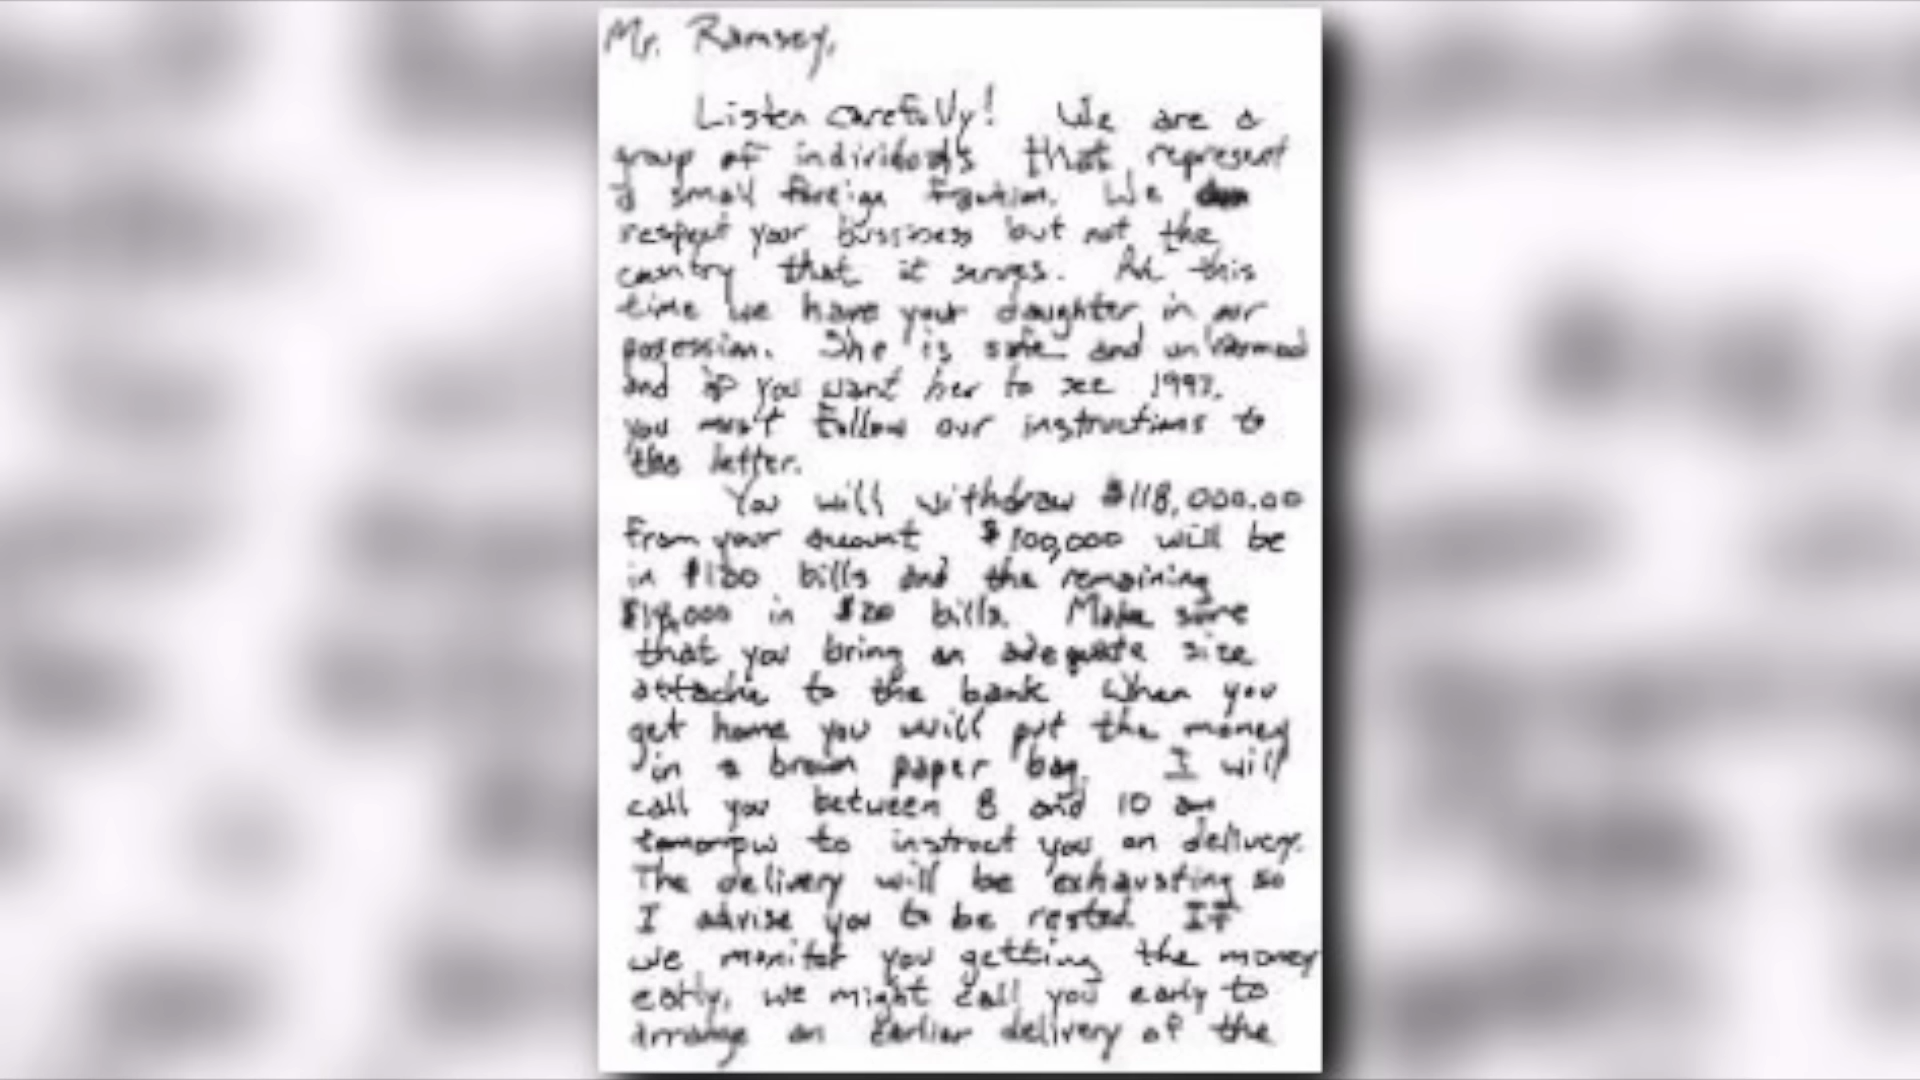 Mr. Ramsey,
Listen carefully! We are a
group of individuals that represent
a small foreign faction. We
respect your bussiness but not the
country that it serves. At this
time we have your daughter in our
posession. She is safe and unharmed
and if you want her to see 1997,
you must follow our instructions to
the letter.
You will withdraw $118,000.00
from your account. $100,000 will be
in $100 bills and the remaining
$18,000 in $20 bills. Make sure
that you bring an adequate size
attache to the bank. When you
get home you will put the money
in a brown paper bag. I will
call you between 8 and 10 am
tomorrow to instruct you on delivery.
The delivery will be exhausting so
I advise you to be rested. If
we monitor you getting the money
early, we might call you early to
arrange an earlier delivery of the